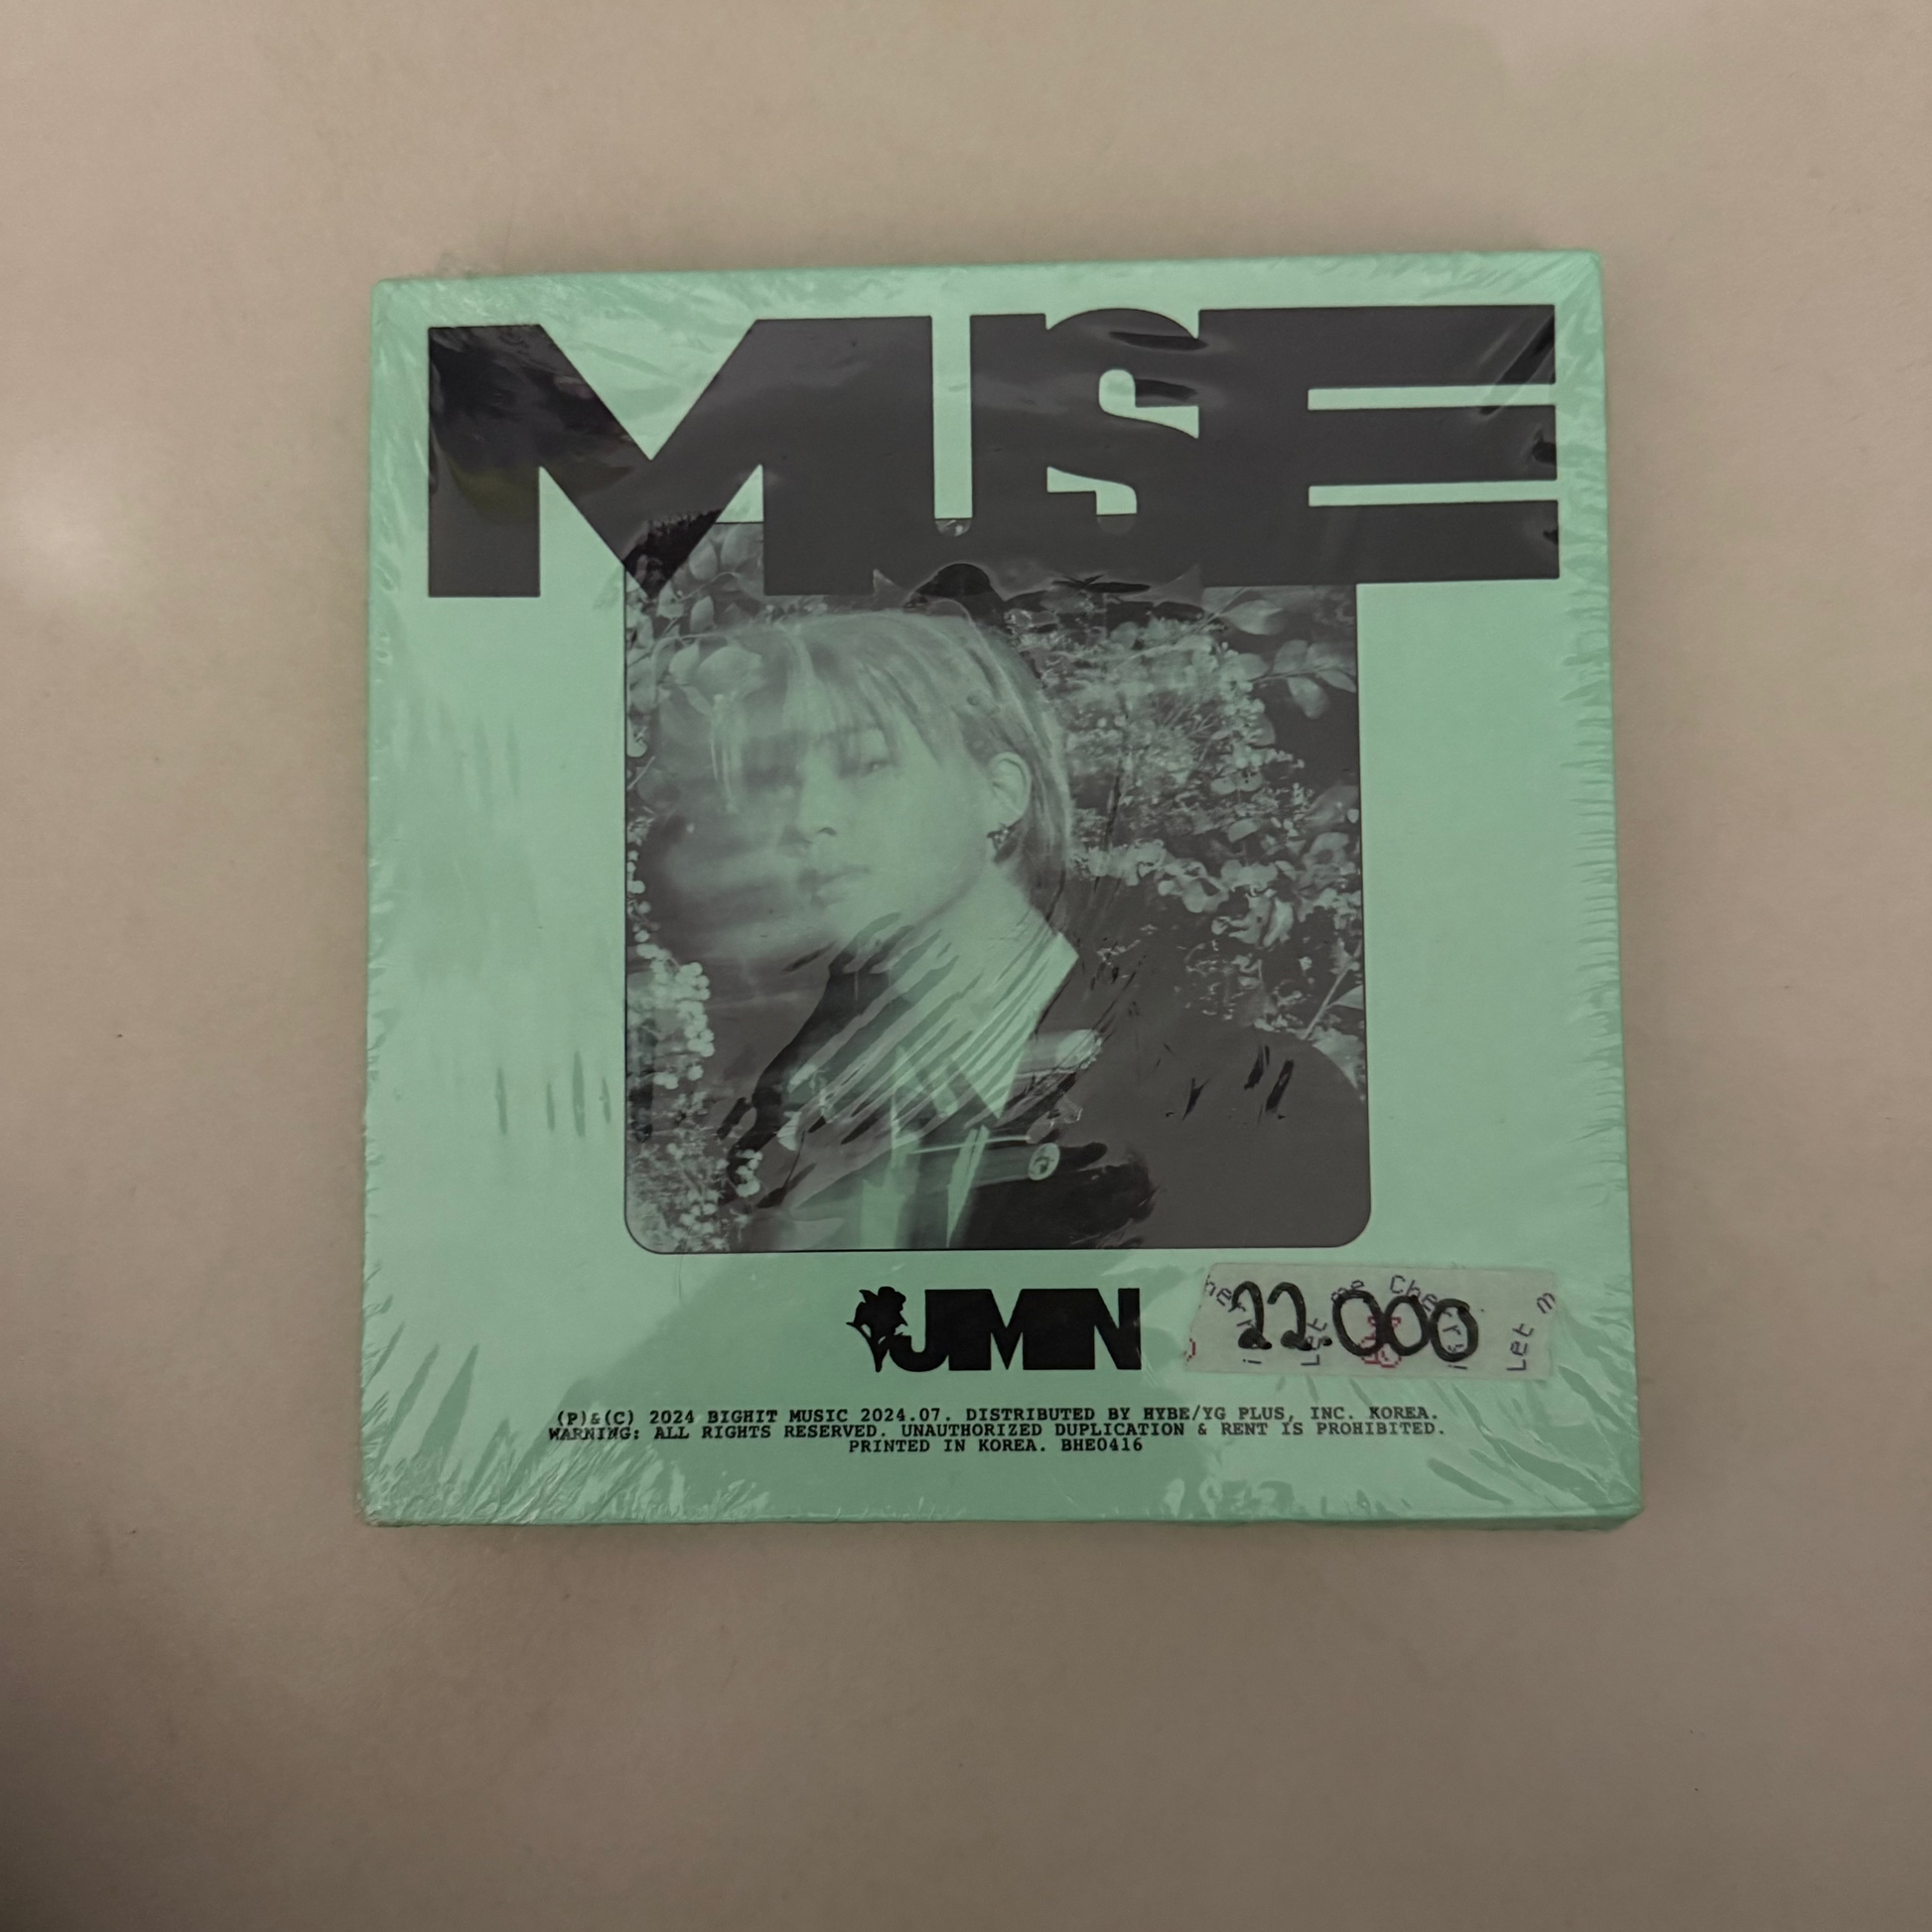 MUSE
JIMIN
22.000
(P)&(C) 2024 BIGHIT MUSIC 2024.07. DISTRIBUTED BY HYBE/YG PLUS, INC. KOREA.
WARNING: ALL RIGHTS RESERVED. UNAUTHORIZED DUPLICATION & RENT IS PROHIBITED.
PRINTED IN KOREA. BHE0416